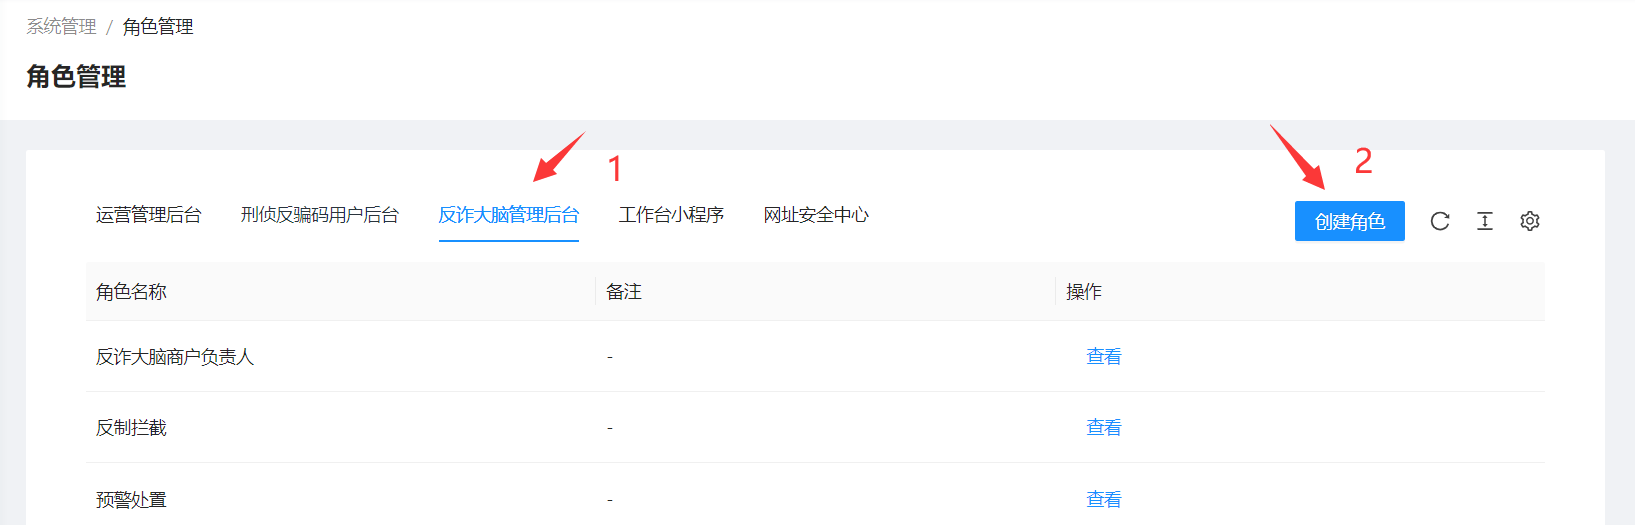 系统管理 / 角色管理
角色管理
1
2
运营管理后台 刑侦反骗码用户后台 反诈大脑管理后台 工作台小程序 网址安全中心 创建角色
角色名称 备注 操作
反诈大脑商户负责人 - 查看
反制拦截 - 查看
预警处置 - 查看